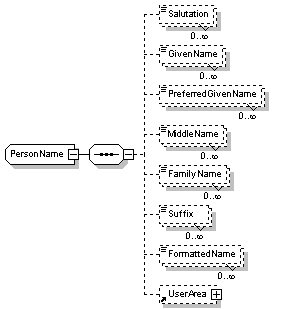 Salutation
0..∞
GivenName
0..∞
PreferredGivenName
0..∞
MiddleName
0..∞
PersonName
FamilyName
0..∞
Suffix
0..∞
FormattedName
0..∞
UserArea